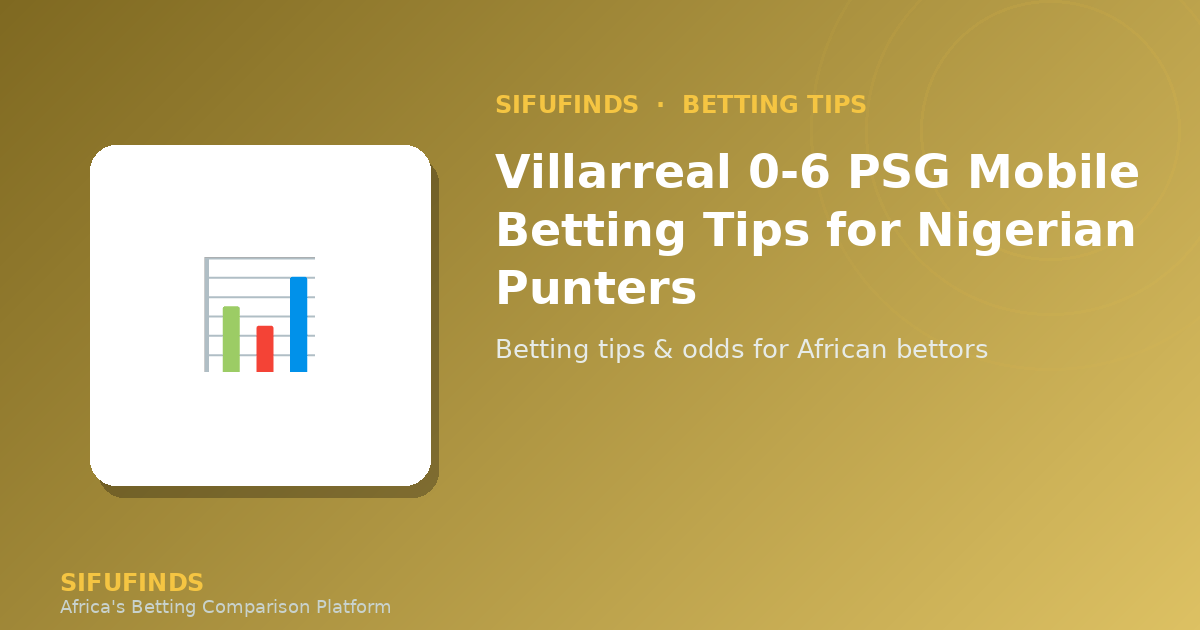 SIFUFINDS · BETTING TIPS
Villarreal 0-6 PSG Mobile
Betting Tips for Nigerian
Punters
Betting tips & odds for African bettors
SIFUFINDS
Africa's Betting Comparison Platform